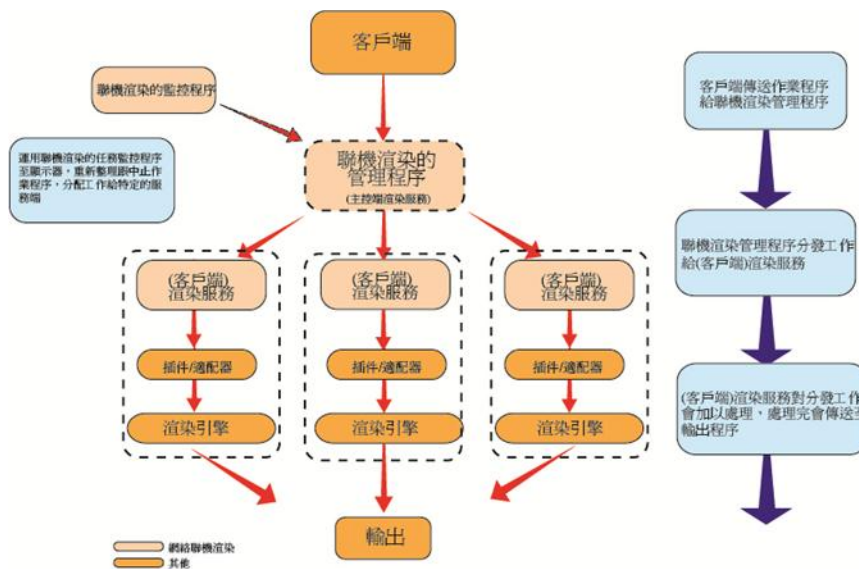 客戶端
聯機渲染的監控程序
運用聯機渲染的任務監控程序
至顯示器，重新整理跟中止作
業程序，分配工作給特定的服
務端
聯機渲染的
管理程序
(主控端渲染服務)
(客戶端)
渲染服務
插件/適配器
渲染引擎
(客戶端)
渲染服務
插件/適配器
渲染引擎
(客戶端)
渲染服務
插件/適配器
渲染引擎
輸出
網絡聯機渲染
其他
客戶端傳送作業程序
給聯機渲染管理程序
聯機渲染管理程序分發工作
給(客戶端)渲染服務
(客戶端)渲染服務對分發工作
會加以處理，處理完會傳送至
輸出程序